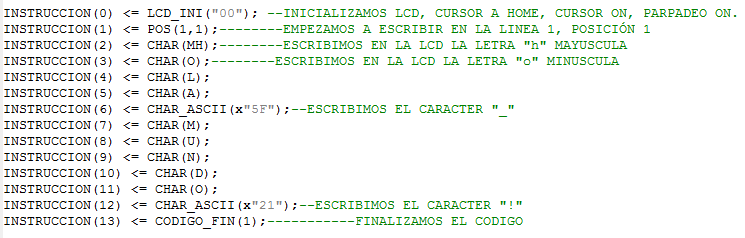 INSTRUCCION(0) <= LCD_INI("00"); --INICIALIZAMOS LCD, CURSOR A HOME, CURSOR ON, PARPADEO ON.
INSTRUCCION(1) <= POS(1,1);--------EMPEZAMOS A ESCRIBIR EN LA LINEA 1, POSICIÓN 1
INSTRUCCION(2) <= CHAR(MH);--------ESCRIBIMOS EN LA LCD LA LETRA "h" MAYUSCULA
INSTRUCCION(3) <= CHAR(O);--------ESCRIBIMOS EN LA LCD LA LETRA "o" MINUSCULA
INSTRUCCION(4) <= CHAR(L);
INSTRUCCION(5) <= CHAR(A);
INSTRUCCION(6) <= CHAR_ASCII(x"5F");--ESCRIBIMOS EL CARACTER "_"
INSTRUCCION(7) <= CHAR(M);
INSTRUCCION(8) <= CHAR(U);
INSTRUCCION(9) <= CHAR(N);
INSTRUCCION(10) <= CHAR(D);
INSTRUCCION(11) <= CHAR(O);
INSTRUCCION(12) <= CHAR_ASCII(x"21");--ESCRIBIMOS EL CARACTER "!"
INSTRUCCION(13) <= CODIGO_FIN(1);-----------FINALIZAMOS EL CODIGO